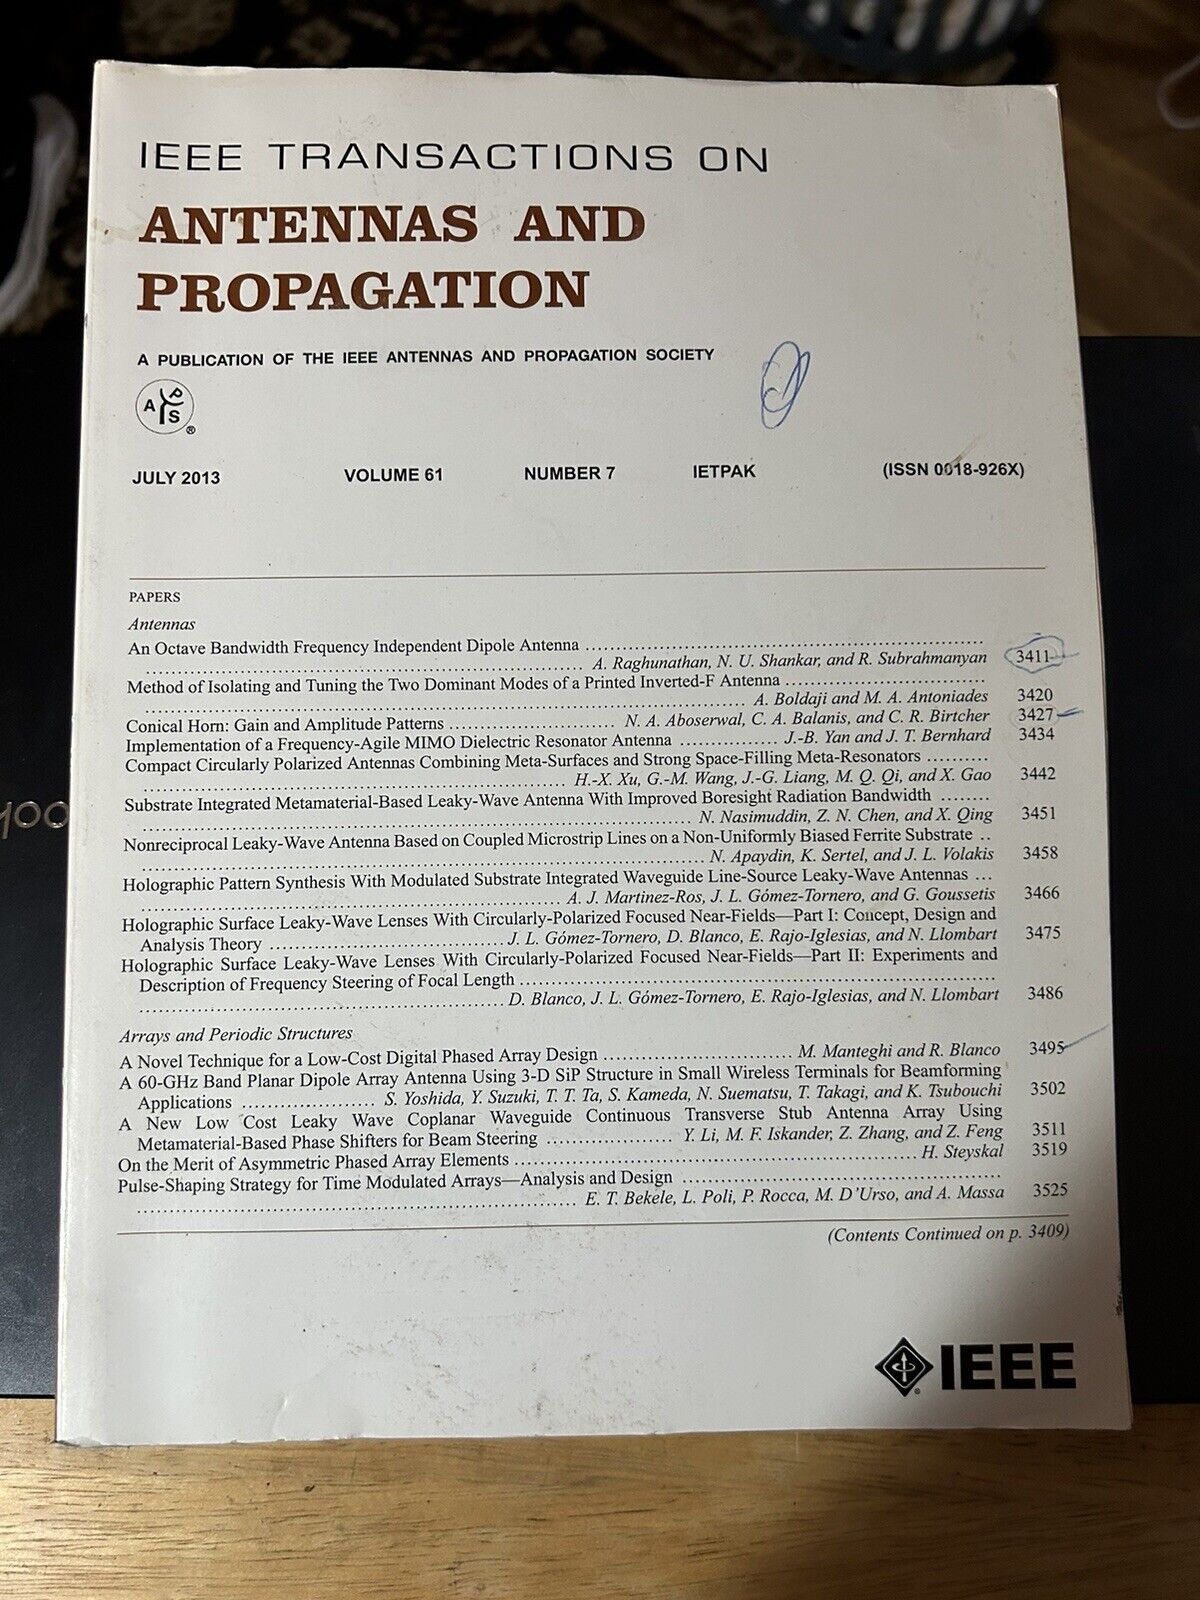 IEEE TRANSACTIONS ON
ANTENNAS AND
PROPAGATION
A PUBLICATION OF THE IEEE ANTENNAS AND PROPAGATION SOCIETY
A P S ®
JULY 2013 VOLUME 61 NUMBER 7 IETPAK (ISSN 0018-926X)
PAPERS
Antennas
An Octave Bandwidth Frequency Independent Dipole Antenna
A. Raghunathan, N. U. Shankar, and R. Subrahmanyan 3411
Method of Isolating and Tuning the Two Dominant Modes of a Printed Inverted-F Antenna
A. Boldaji and M. A. Antoniades 3420
Conical Horn: Gain and Amplitude Patterns N. A. Aboserwal, C. A. Balanis, and C. R. Birtcher 3427
Implementation of a Frequency-Agile MIMO Dielectric Resonator Antenna J.-B. Yan and J. T. Bernhard 3434
Compact Circularly Polarized Antennas Combining Meta-Surfaces and Strong Space-Filling Meta-Resonators
H.-X. Xu, G.-M. Wang, J.-G. Liang, M. Q. Qi, and X. Gao 3442
Substrate Integrated Metamaterial-Based Leaky-Wave Antenna With Improved Boresight Radiation Bandwidth
N. Nasimuddin, Z. N. Chen, and X. Qing 3451
Nonreciprocal Leaky-Wave Antenna Based on Coupled Microstrip Lines on a Non-Uniformly Biased Ferrite Substrate
N. Apaydin, K. Sertel, and J. L. Volakis 3458
Holographic Pattern Synthesis With Modulated Substrate Integrated Waveguide Line-Source Leaky-Wave Antennas
A. J. Martinez-Ros, J. L. Gómez-Tornero, and G. Goussetis 3466
Holographic Surface Leaky-Wave Lenses With Circularly-Polarized Focused Near-Fields—Part I: Concept, Design and
Analysis Theory J. L. Gómez-Tornero, D. Blanco, E. Rajo-Iglesias, and N. Llombart 3475
Holographic Surface Leaky-Wave Lenses With Circularly-Polarized Focused Near-Fields—Part II: Experiments and
Description of Frequency Steering of Focal Length
D. Blanco, J. L. Gómez-Tornero, E. Rajo-Iglesias, and N. Llombart 3486
Arrays and Periodic Structures
A Novel Technique for a Low-Cost Digital Phased Array Design M. Manteghi and R. Blanco 3495
A 60-GHz Band Planar Dipole Array Antenna Using 3-D SiP Structure in Small Wireless Terminals for Beamforming
Applications S. Yoshida, Y. Suzuki, T. T. Ta, S. Kameda, N. Suematsu, T. Takagi, and K. Tsubouchi 3502
A New Low Cost Leaky Wave Coplanar Waveguide Continuous Transverse Stub Antenna Array Using
Metamaterial-Based Phase Shifters for Beam Steering Y. Li, M. F. Iskander, Z. Zhang, and Z. Feng 3511
On the Merit of Asymmetric Phased Array Elements H. Steyskal 3519
Pulse-Shaping Strategy for Time Modulated Arrays—Analysis and Design
E. T. Bekele, L. Poli, P. Rocca, M. D'Urso, and A. Massa 3525
(Contents Continued on p. 3409)
IEEE